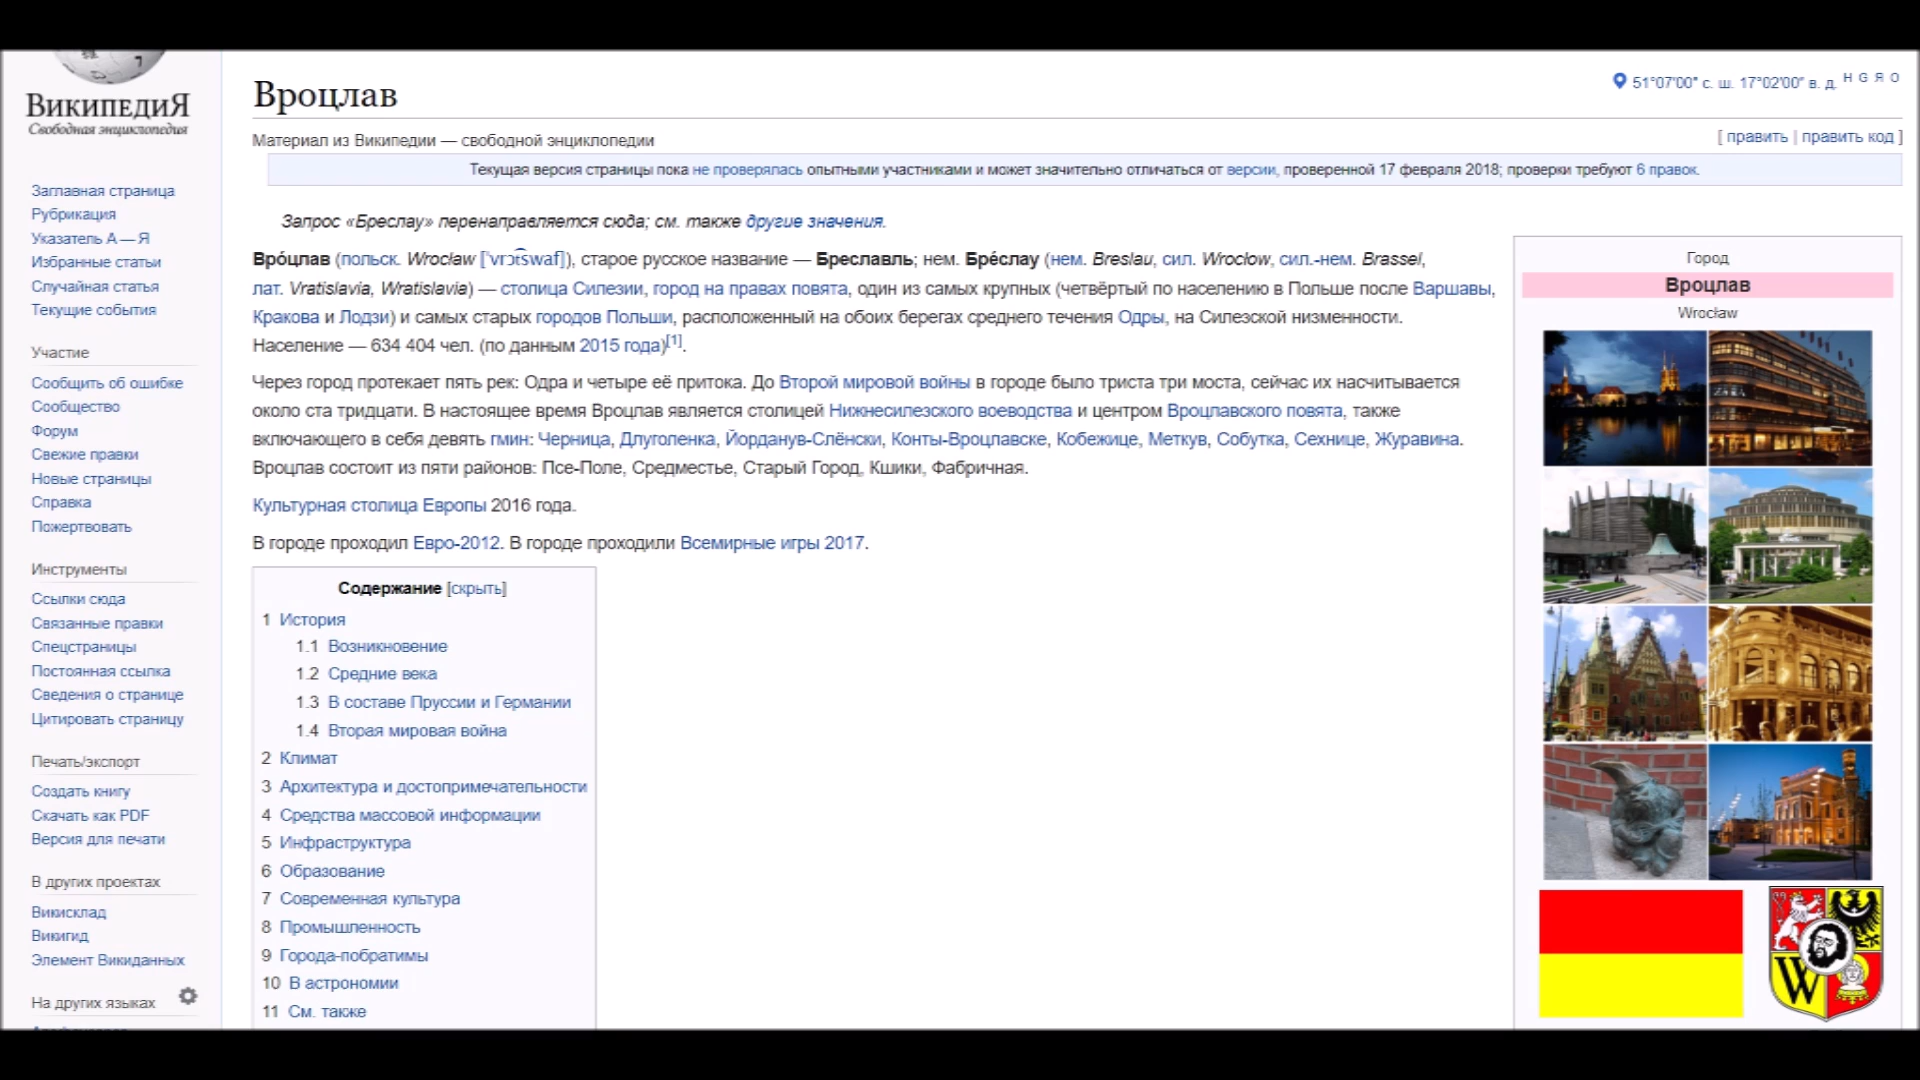 ВикипедиЯ
Свободная энциклопедия
Заглавная страница
Рубрикация
Указатель А — Я
Избранные статьи
Случайная статья
Текущие события
Участие
Сообщить об ошибке
Сообщество
Форум
Свежие правки
Новые страницы
Справка
Пожертвовать
Инструменты
Ссылки сюда
Связанные правки
Спецстраницы
Постоянная ссылка
Сведения о странице
Цитировать страницу
Печать/экспорт
Создать книгу
Скачать как PDF
Версия для печати
В других проектах
Викисклад
Викигид
Элемент Викиданных
На других языках
Вроцлав
51°07′00″ с. ш. 17°02′00″ в. д. H G Я O
Материал из Википедии — свободной энциклопедии
[ править | править код ]
Текущая версия страницы пока не проверялась опытными участниками и может значительно отличаться от версии, проверенной 17 февраля 2018; проверки требуют 6 правок.
Запрос «Бреслау» перенаправляется сюда; см. также другие значения.
Вро́цлав (польск. Wrocław [ˈvrɔt͡swaf]), старое русское название — Бреславль; нем. Бре́слау (нем. Breslau, сил. Wrocłow, сил.-нем. Brassel,
лат. Vratislavia, Wratislavia) — столица Силезии, город на правах повята, один из самых крупных (четвёртый по населению в Польше после Варшавы,
Кракова и Лодзи) и самых старых городов Польши, расположенный на обоих берегах среднего течения Одры, на Силезской низменности.
Население — 634 404 чел. (по данным 2015 года)[1].
Через город протекает пять рек: Одра и четыре её притока. До Второй мировой войны в городе было триста три моста, сейчас их насчитывается
около ста тридцати. В настоящее время Вроцлав является столицей Нижнесилезского воеводства и центром Вроцлавского повята, также
включающего в себя девять гмин: Черница, Длуголенка, Йорданув-Слёнски, Конты-Вроцлавске, Кобежице, Меткув, Собутка, Сехнице, Журавина.
Вроцлав состоит из пяти районов: Псе-Поле, Средместье, Старый Город, Кшики, Фабричная.
Культурная столица Европы 2016 года.
В городе проходил Евро-2012. В городе проходили Всемирные игры 2017.
Содержание [скрыть]
1 История
1.1 Возникновение
1.2 Средние века
1.3 В составе Пруссии и Германии
1.4 Вторая мировая война
2 Климат
3 Архитектура и достопримечательности
4 Средства массовой информации
5 Инфраструктура
6 Образование
7 Современная культура
8 Промышленность
9 Города-побратимы
10 В астрономии
11 См. также
Город
Вроцлав
Wrocław
W